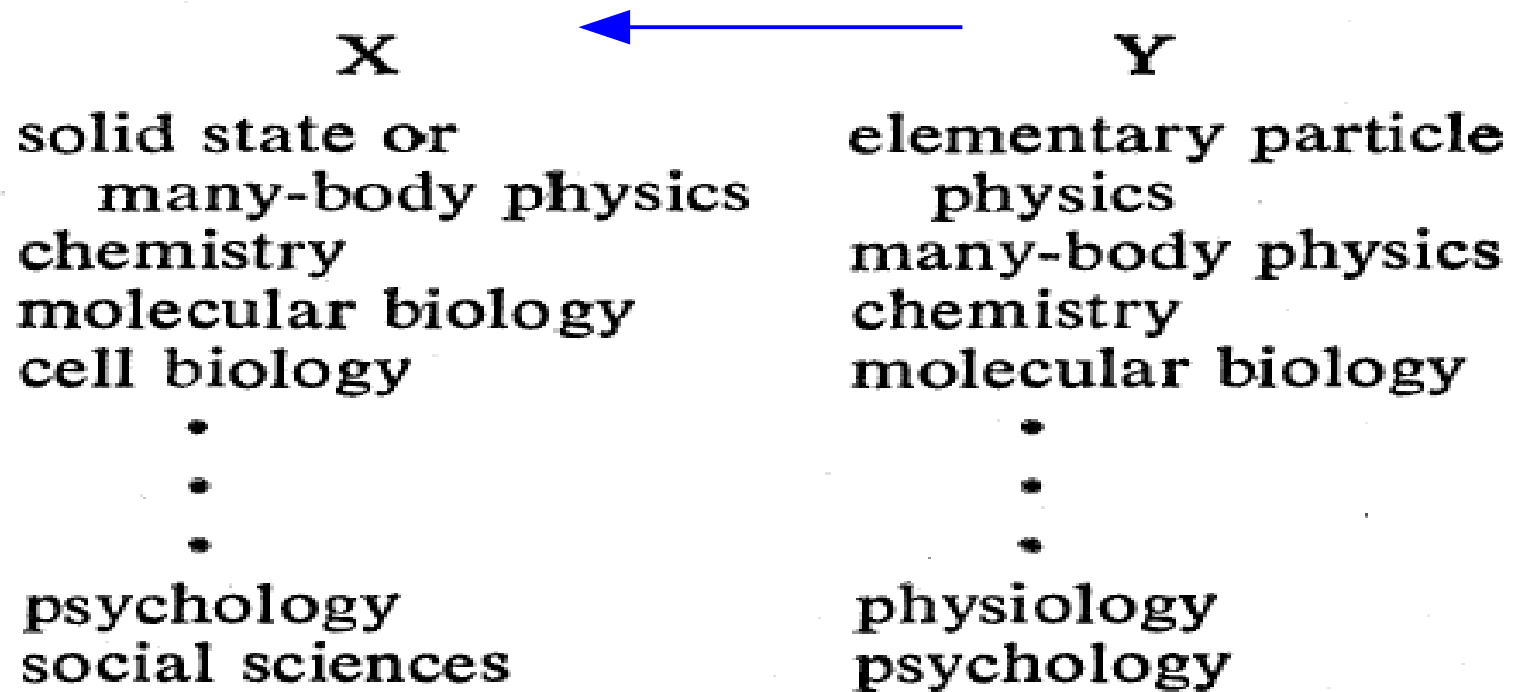 X Y
solid state or elementary particle
many-body physics physics
chemistry many-body physics
molecular biology chemistry
cell biology molecular biology
. .
. .
. .
psychology physiology
social sciences psychology